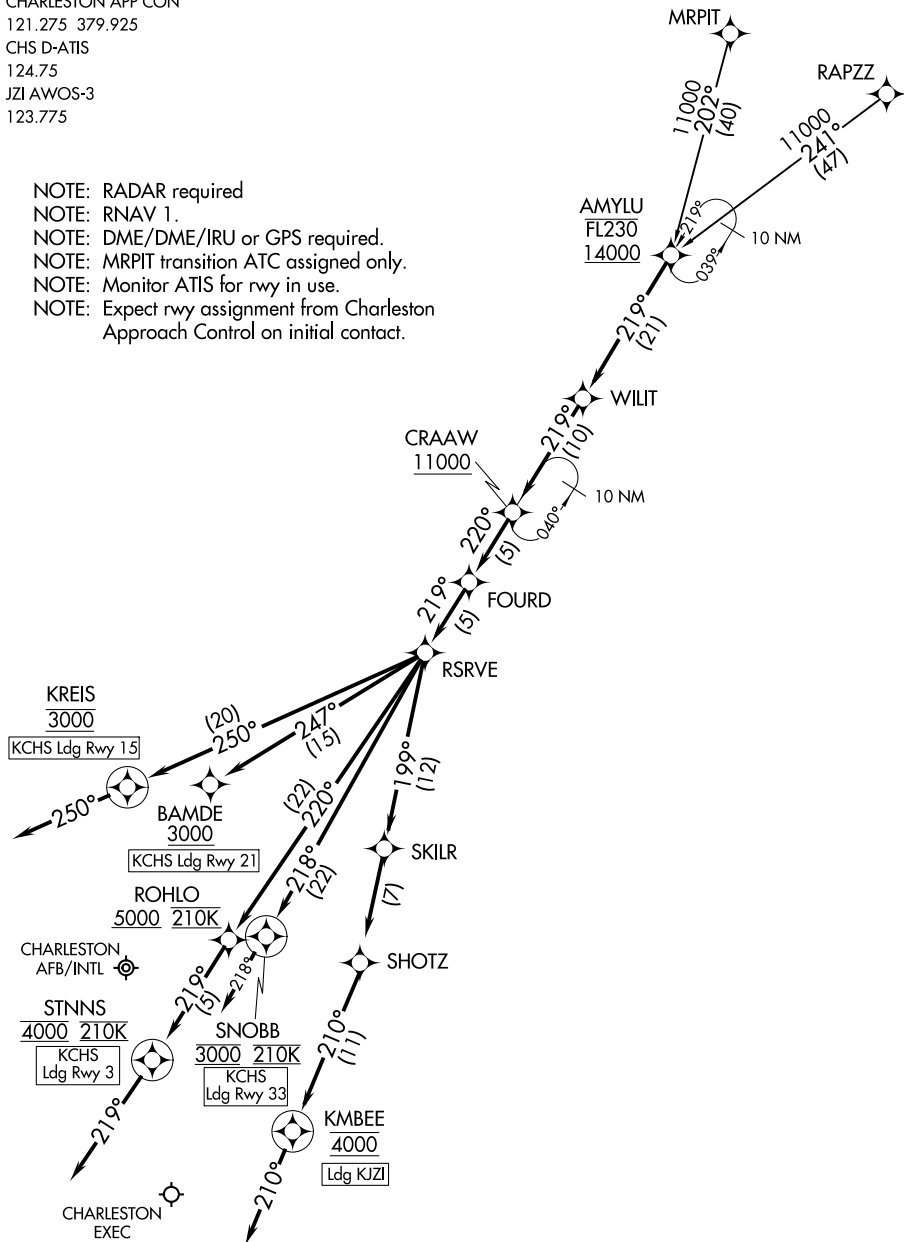 CHARLESTON APP CON
121.275 379.925
CHS D-ATIS
124.75
JZI AWOS-3
123.775
NOTE: RADAR required
NOTE: RNAV 1.
NOTE: DME/DME/IRU or GPS required.
NOTE: MRPIT transition ATC assigned only.
NOTE: Monitor ATIS for rwy in use.
NOTE: Expect rwy assignment from Charleston
Approach Control on initial contact.
MRPIT
11000
202°
(40)
RAPZZ
11000
241°
(47)
AMYLU
FL230
14000
219°
039°
10 NM
219°
(21)
WILIT
219°
(10)
CRAAW
11000
040°
10 NM
220°
(5)
FOURD
219°
(5)
RSRVE
KREIS
3000
KCHS Ldg Rwy 15
(20)
250°
250°
247°
(15)
BAMDE
3000
KCHS Ldg Rwy 21
(22)
220°
218°
(22)
199°
(12)
SKILR
(7)
SHOTZ
ROHLO
5000 210K
CHARLESTON
AFB/INTL
219°
(5)
218°
STNNS
4000 210K
KCHS
Ldg Rwy 3
219°
SNOBB
3000 210K
KCHS
Ldg Rwy 33
210°
(11)
KMBEE
4000
Ldg KJZI
210°
CHARLESTON
EXEC